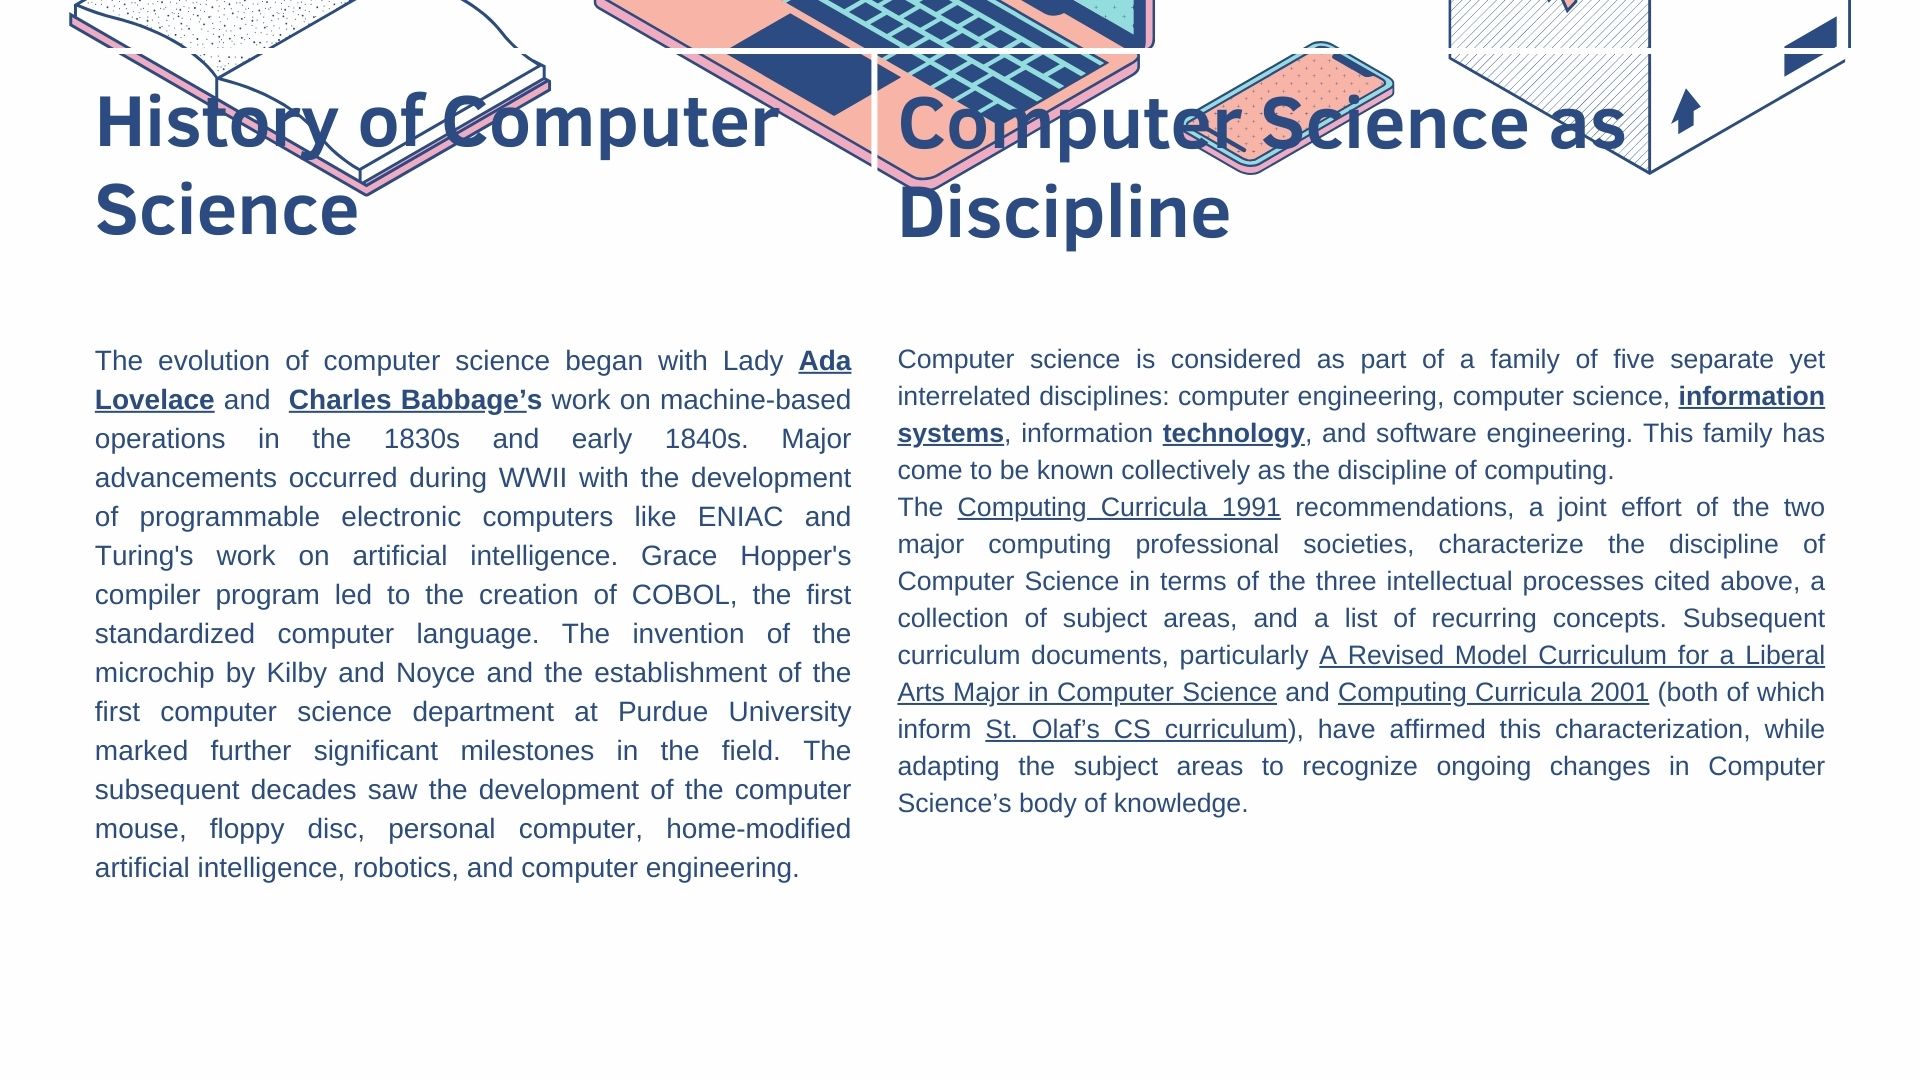 History of Computer
Science
The evolution of computer science began with Lady Ada
Lovelace and Charles Babbage’s work on machine-based
operations in the 1830s and early 1840s. Major
advancements occurred during WWII with the development
of programmable electronic computers like ENIAC and
Turing's work on artificial intelligence. Grace Hopper's
compiler program led to the creation of COBOL, the first
standardized computer language. The invention of the
microchip by Kilby and Noyce and the establishment of the
first computer science department at Purdue University
marked further significant milestones in the field. The
subsequent decades saw the development of the computer
mouse, floppy disc, personal computer, home-modified
artificial intelligence, robotics, and computer engineering.
Computer Science as
Discipline
Computer science is considered as part of a family of five separate yet
interrelated disciplines: computer engineering, computer science, information
systems, information technology, and software engineering. This family has
come to be known collectively as the discipline of computing.
The Computing Curricula 1991 recommendations, a joint effort of the two
major computing professional societies, characterize the discipline of
Computer Science in terms of the three intellectual processes cited above, a
collection of subject areas, and a list of recurring concepts. Subsequent
curriculum documents, particularly A Revised Model Curriculum for a Liberal
Arts Major in Computer Science and Computing Curricula 2001 (both of which
inform St. Olaf’s CS curriculum), have affirmed this characterization, while
adapting the subject areas to recognize ongoing changes in Computer
Science’s body of knowledge.